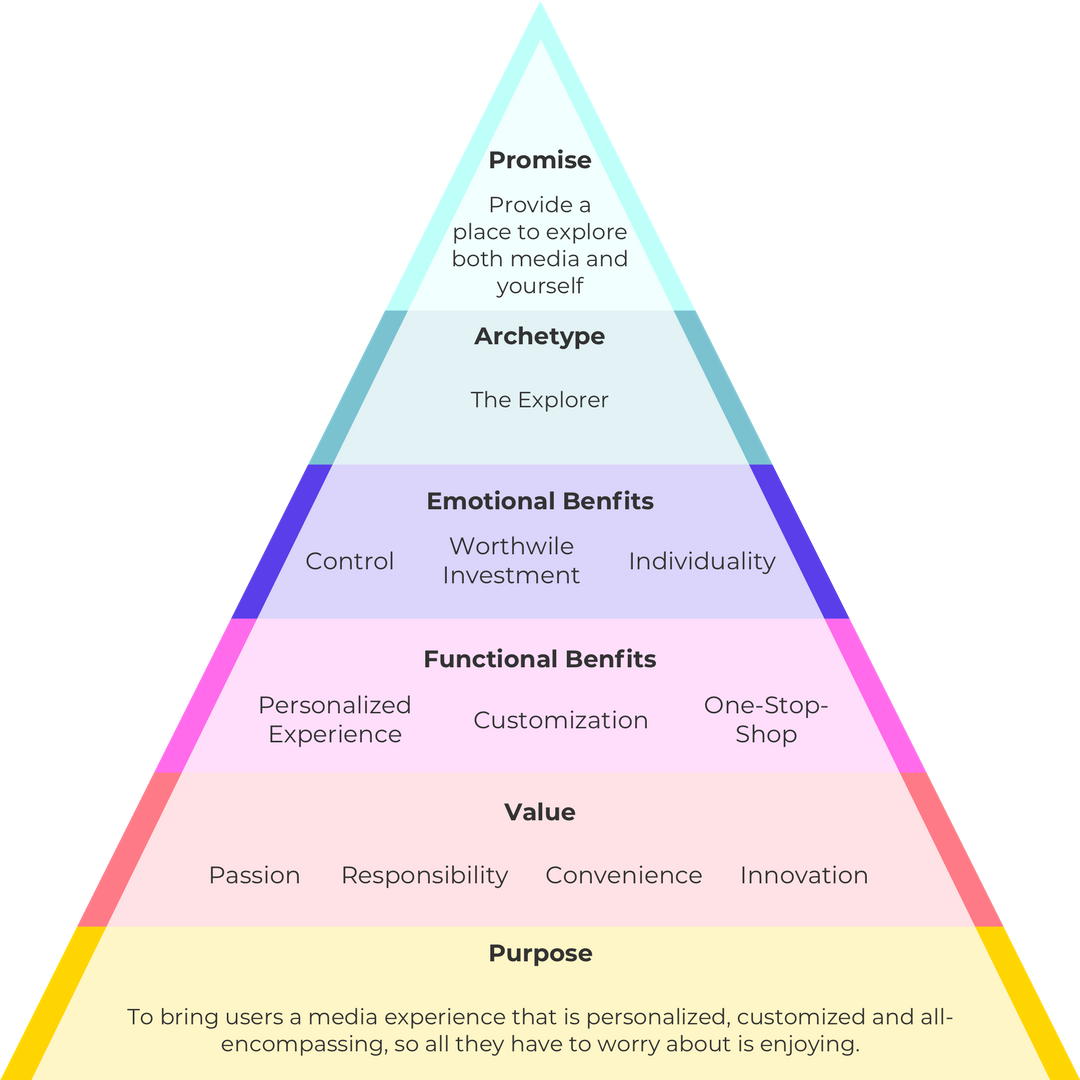 Promise
Provide a
place to explore
both media and
yourself
Archetype
The Explorer
Emotional Benfits
Control
Worthwile
Investment
Individuality
Functional Benfits
Personalized
Experience
Customization
One-Stop-
Shop
Value
Passion Responsibility Convenience Innovation
Purpose
To bring users a media experience that is personalized, customized and all-
encompassing, so all they have to worry about is enjoying.